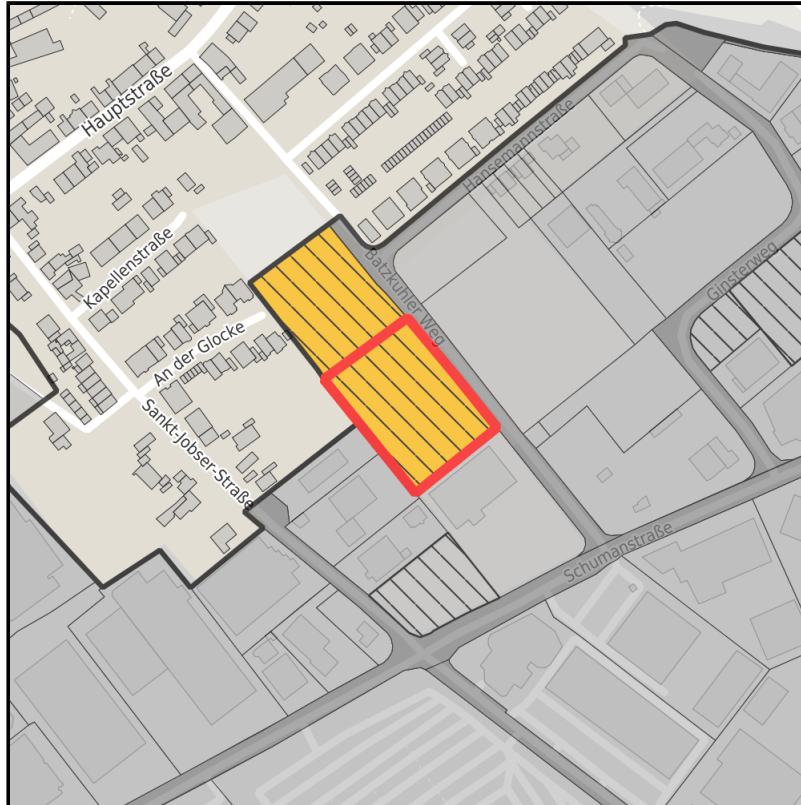 Hauptstraße
Hansemannstraße
Batzkuhler Weg
Kapellenstraße
Ginsterweg
An der Glocke
Sankt-Jobser-Straße
Schumanstraße